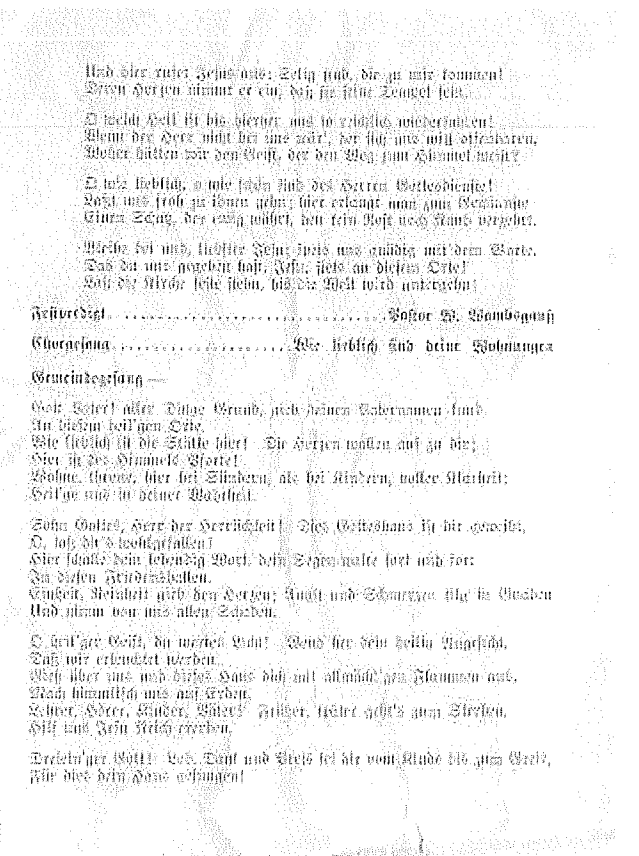 Und hier rufet Jesus aus: Selig sind, die zu mir kommen!
Deren Herzen nimmt er ein, daß sie seine Tempel sein.
O welch Heil ist bis hierher uns so reichlich wiederfahren!
Wenn der Herr nicht bei uns wär', der sich uns will offenbaren,
Woher hätten wir den Geist, der den Weg zum Himmel weist?
O wie lieblich, o wie schön sind des Herren Gottesdienste!
Laßt uns froh zu ihnen gehn; hier erlangt man zum Gewinnste
Einen Schatz, der ewig währt, den kein Rost noch Raub verzehrt.
Bleibe bei uns, liebster Jesu; speis uns gnädig mit dem Worte,
Das du uns gegeben hast, Jesu, stets an diesem Orte!
Laß die Kirche feste stehn, bis die Welt wird untergehn!
Festpredigt................................Pastor W. Wambsganß
Chorgesang.....................Wie lieblich sind deine Wohnungen
Gemeindegesang —
Gott Vater! aller Dinge Grund, gieb deinen Vaternamen kund
An diesem heil'gen Orte.
Wie lieblich ist die Stätte hier! Die Herzen wallen auf zu dir;
Hier ist des Himmels Pforte!
Wohne, throne, hier bei Sündern, als bei Kindern, voller Klarheit;
Heil'ge uns in deiner Wahrheit.
Sohn Gottes, Herr der Herrlichkeit! Dies Gotteshaus ist dir geweiht,
O, laß dir's wohlgefallen!
Hier schalle dein lebendig Wort, dein Segen walte fort und fort
In diesen Friedenshallen.
Einheit, Reinheit gieb den Herzen; Angst und Schmerzen tilg in Gnaden
Und nimm von uns allen Schaden.
O heil'ger Geist, du wertes Licht! Wend her dein heilig Angesicht,
Daß wir erleuchtet werden.
Gieß über uns und dieses Haus dich mit allmächt'gen Flammen aus,
Mach himmlisch uns auf Erden,
Lehrer, Hörer, Kinder, Väter! Früher, später geht's zum Sterben,
Hilf uns Jesu Reich ererben.
Dreiein'ger Gott! Lob, Dank und Preis sei dir vom Kinde bis zum Greis,
Für dies dein Haus gesungen!